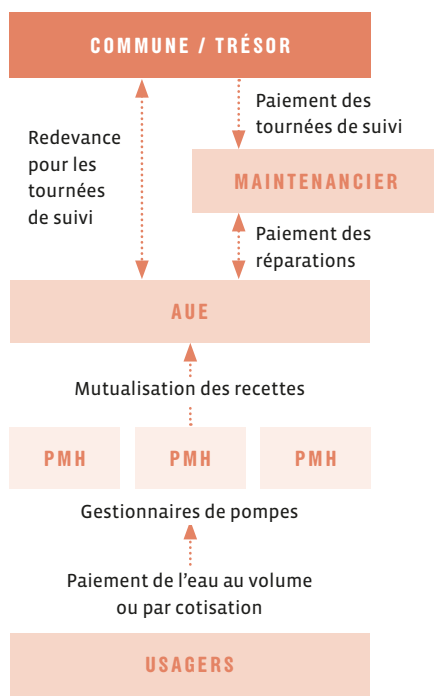 COMMUNE / TRÉSOR
Redevance
pour les
tournées
de suivi
Paiement des
tournées de suivi
MAINTENANCIER
Paiement des
réparations
AUE
Mutualisation des recettes
PMH PMH PMH
Gestionnaires de pompes
Paiement de l’eau au volume
ou par cotisation
USAGERS